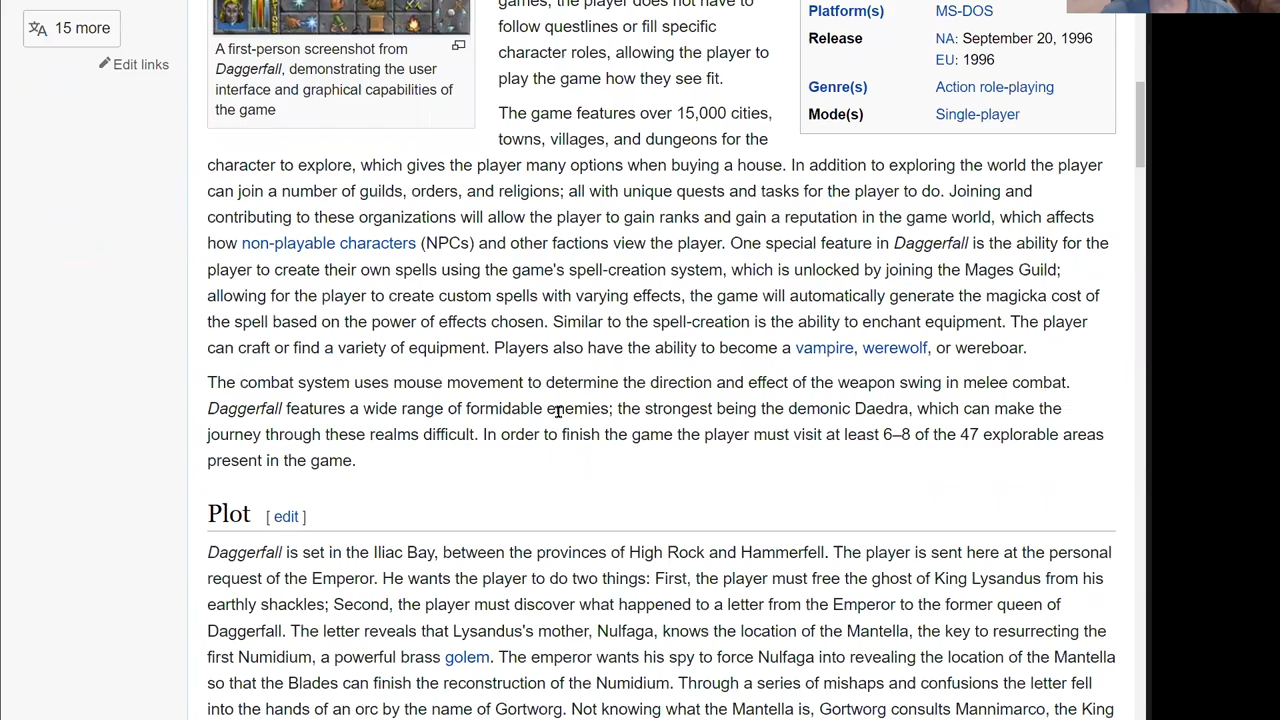 15 more
Edit links
A first-person screenshot from
Daggerfall, demonstrating the user
interface and graphical capabilities of
the game
games, the player does not have to
follow questlines or fill specific
character roles, allowing the player to
play the game how they see fit.
The game features over 15,000 cities,
towns, villages, and dungeons for the
Platform(s) MS-DOS
Release NA: September 20, 1996
EU: 1996
Genre(s) Action role-playing
Mode(s) Single-player
character to explore, which gives the player many options when buying a house. In addition to exploring the world the player
can join a number of guilds, orders, and religions; all with unique quests and tasks for the player to do. Joining and
contributing to these organizations will allow the player to gain ranks and gain a reputation in the game world, which affects
how non-playable characters (NPCs) and other factions view the player. One special feature in Daggerfall is the ability for the
player to create their own spells using the game's spell-creation system, which is unlocked by joining the Mages Guild;
allowing for the player to create custom spells with varying effects, the game will automatically generate the magicka cost of
the spell based on the power of effects chosen. Similar to the spell-creation is the ability to enchant equipment. The player
can craft or find a variety of equipment. Players also have the ability to become a vampire, werewolf, or wereboar.
The combat system uses mouse movement to determine the direction and effect of the weapon swing in melee combat.
Daggerfall features a wide range of formidable enemies; the strongest being the demonic Daedra, which can make the
journey through these realms difficult. In order to finish the game the player must visit at least 6–8 of the 47 explorable areas
present in the game.
Plot [ edit ]
Daggerfall is set in the Iliac Bay, between the provinces of High Rock and Hammerfell. The player is sent here at the personal
request of the Emperor. He wants the player to do two things: First, the player must free the ghost of King Lysandus from his
earthly shackles; Second, the player must discover what happened to a letter from the Emperor to the former queen of
Daggerfall. The letter reveals that Lysandus's mother, Nulfaga, knows the location of the Mantella, the key to resurrecting the
first Numidium, a powerful brass golem. The emperor wants his spy to force Nulfaga into revealing the location of the Mantella
so that the Blades can finish the reconstruction of the Numidium. Through a series of mishaps and confusions the letter fell
into the hands of an orc by the name of Gortworg. Not knowing what the Mantella is, Gortworg consults Mannimarco, the King